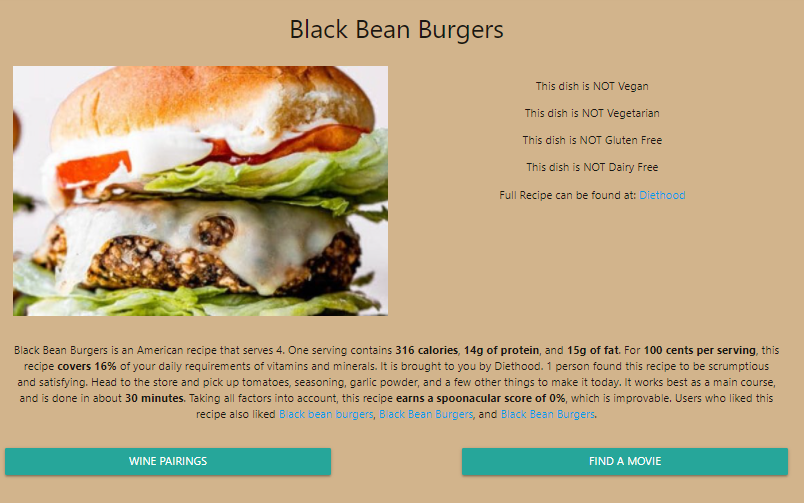 Black Bean Burgers
This dish is NOT Vegan
This dish is NOT Vegetarian
This dish is NOT Gluten Free
This dish is NOT Dairy Free
Full Recipe can be found at: Diethood
Black Bean Burgers is an American recipe that serves 4. One serving contains 316 calories, 14g of protein, and 15g of fat. For 100 cents per serving, this
recipe covers 16% of your daily requirements of vitamins and minerals. It is brought to you by Diethood. 1 person found this recipe to be scrumptious
and satisfying. Head to the store and pick up tomatoes, seasoning, garlic powder, and a few other things to make it today. It works best as a main course,
and is done in about 30 minutes. Taking all factors into account, this recipe earns a spoonacular score of 0%, which is improvable. Users who liked this
recipe also liked Black bean burgers, Black Bean Burgers, and Black Bean Burgers.
WINE PAIRINGS
FIND A MOVIE